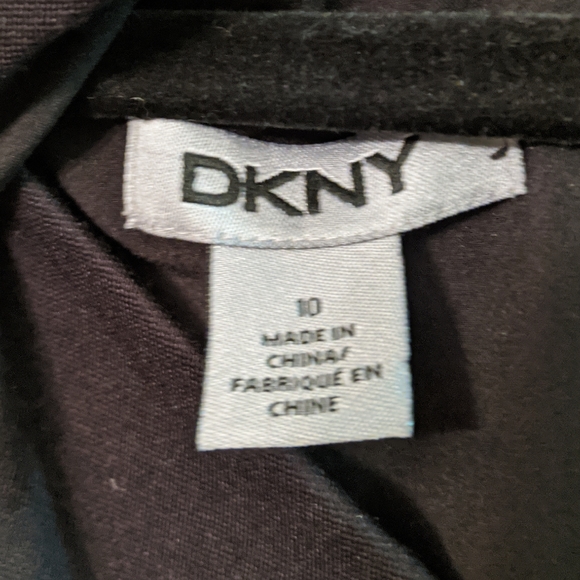 DKNY
10
MADE IN
CHINA/
FABRIQUÉ EN
CHINE